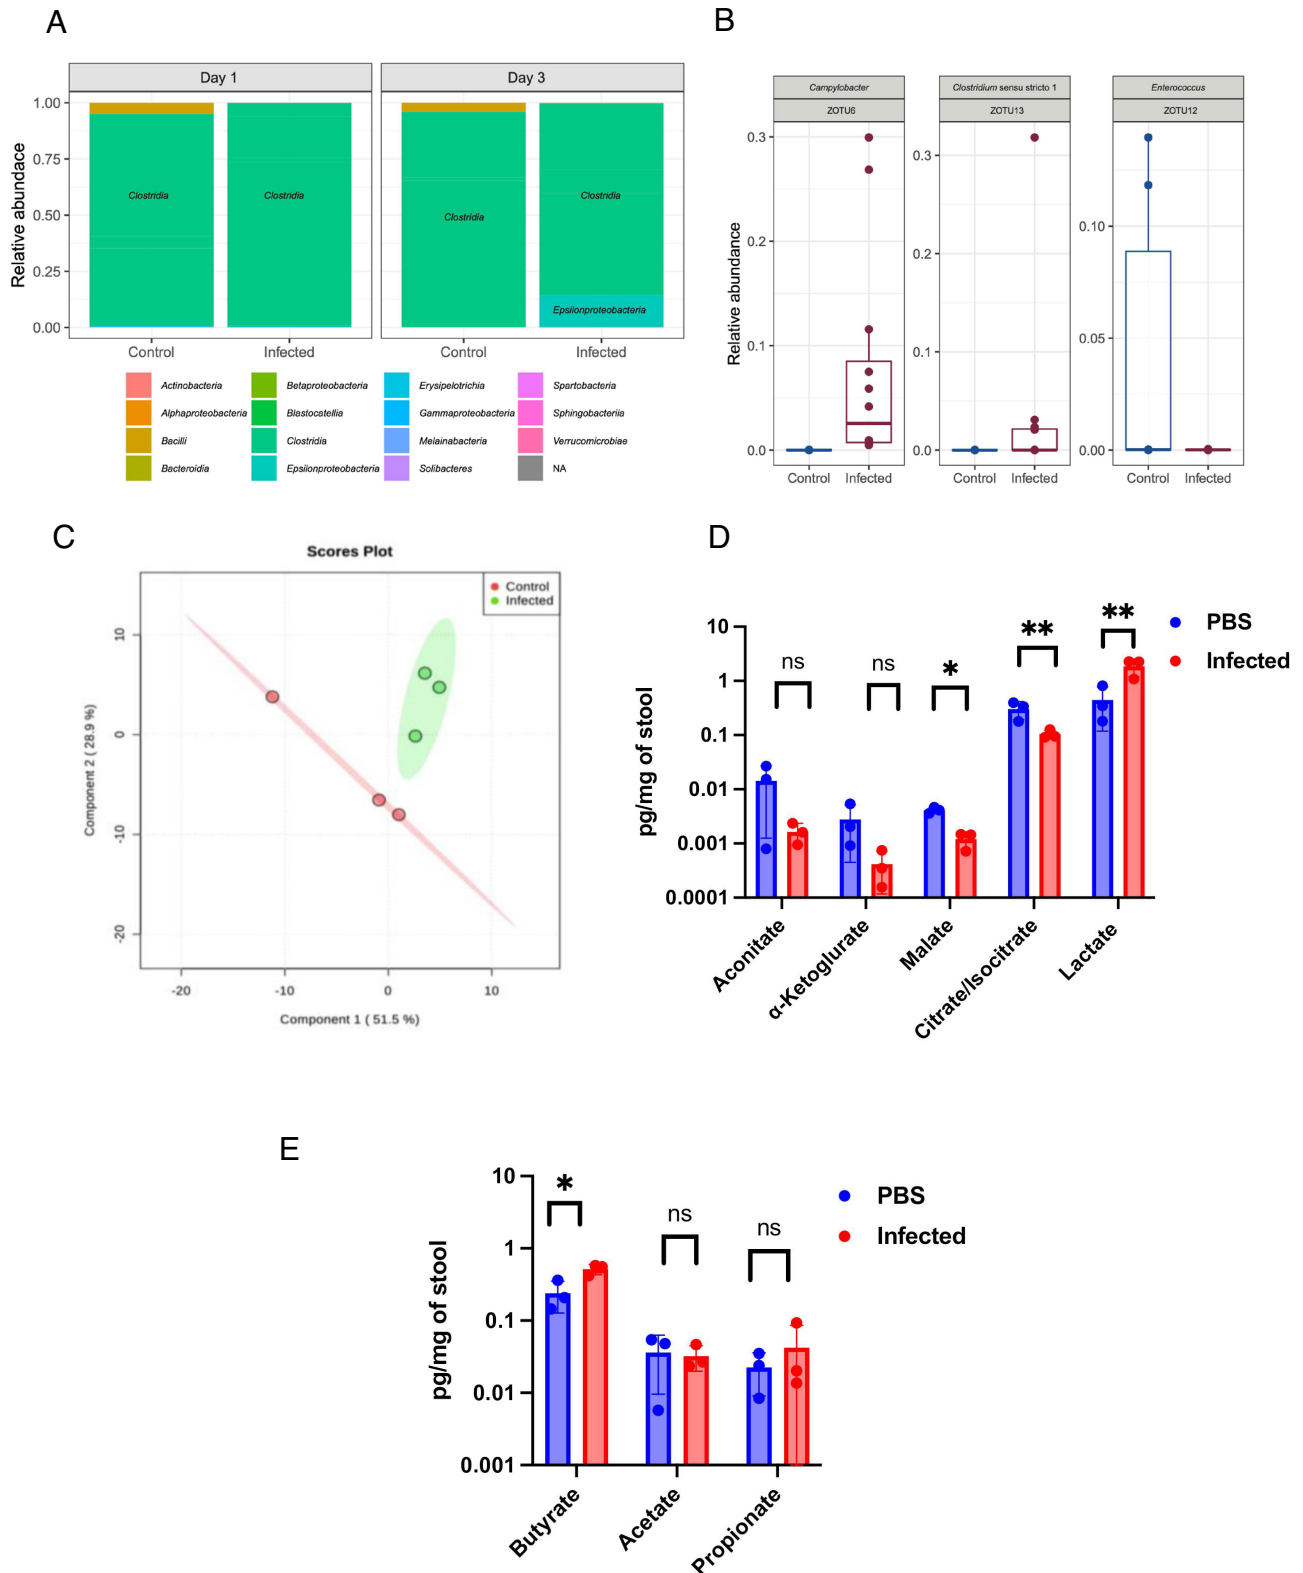 A
Day 1
Day 3
Relative abundace
1.00
0.75
0.50
0.25
0.00
Clostridia
Clostridia
Clostridia
Clostridia
Epsilonproteobacteria
Control
Infected
Control
Infected
Actinobacteria
Betaproteobacteria
Erysipelotrichia
Spartobacteria
Alphaproteobacteria
Blastocatellia
Gammaproteobacteria
Sphingobacteriia
Bacilli
Clostridia
Melainabacteria
Verrucomicrobiae
Bacteroidia
Epsilonproteobacteria
Solibacteres
NA
B
Campylobacter
Clostridium sensu stricto 1
Enterococcus
ZOTU6
ZOTU13
ZOTU12
Relative abundance
0.3
0.2
0.1
0.0
0.3
0.2
0.1
0.0
0.10
0.05
0.00
Control
Infected
Control
Infected
Control
Infected
C
Scores Plot
Control
Infected
Component 2 ( 28.9 %)
10
0
-10
-20
-20
-10
0
10
Component 1 ( 51.5 %)
D
pg/mg of stool
10
1
0.1
0.01
0.001
0.0001
ns
ns
*
**
**
PBS
Infected
Aconitate
α-Ketoglurate
Malate
Citrate/Isocitrate
Lactate
E
pg/mg of stool
10
1
0.1
0.01
0.001
*
ns
ns
PBS
Infected
Butyrate
Acetate
Propionate